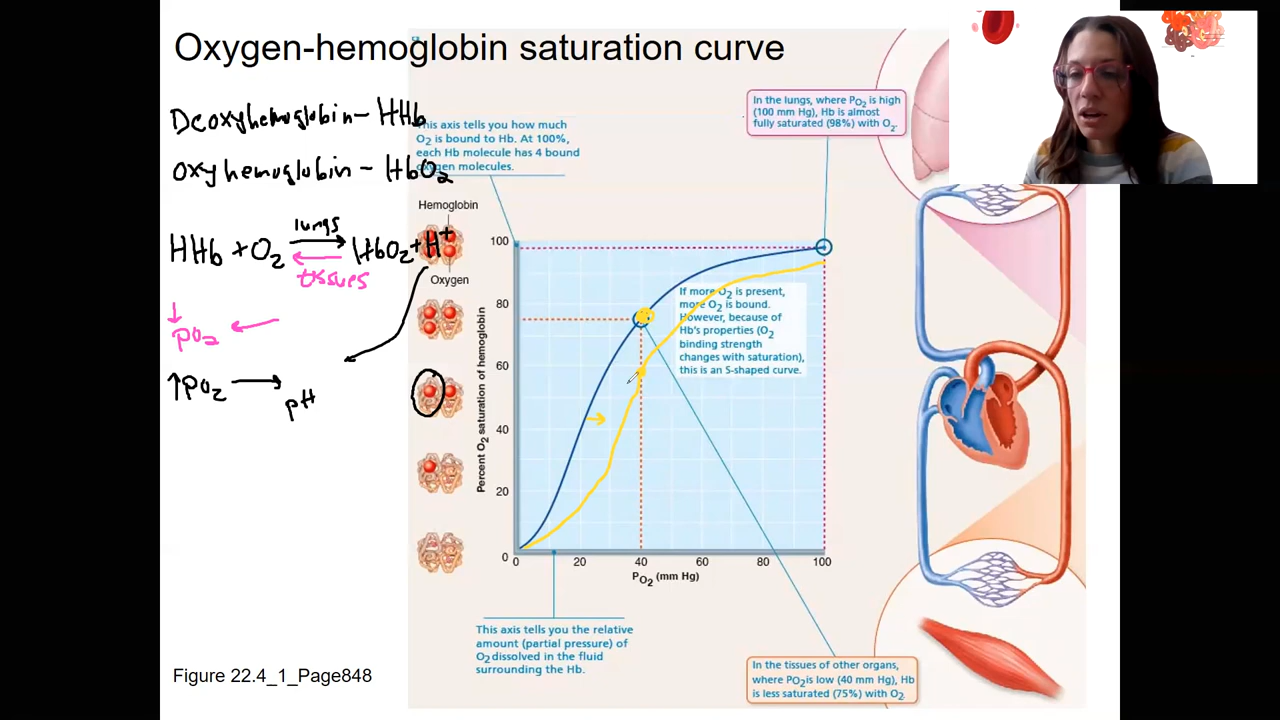 Oxygen-hemoglobin saturation curve
Deoxyhemoglobin - HHb
oxyhemoglobin - HbO2
HHb + O2 lungs HbO2 + H+
tissues
↓pO2
↑pO2
pH
This axis tells you how much
O2 is bound to Hb. At 100%,
each Hb molecule has 4 bound
oxygen molecules.
Hemoglobin
Oxygen
In the lungs, where PO2 is high
(100 mm Hg), Hb is almost
fully saturated (98%) with O2.
Percent O2 saturation of hemoglobin
100
80
60
40
20
0
If more O2 is present,
more O2 is bound.
However, because of
Hb's properties (O2
binding strength
changes with saturation),
this is an S-shaped curve.
0 20 40 60 80 100
PO2 (mm Hg)
This axis tells you the relative
amount (partial pressure) of
O2 dissolved in the fluid
surrounding the Hb.
In the tissues of other organs,
where PO2 is low (40 mm Hg), Hb
is less saturated (75%) with O2.
Figure 22.4_1_Page848